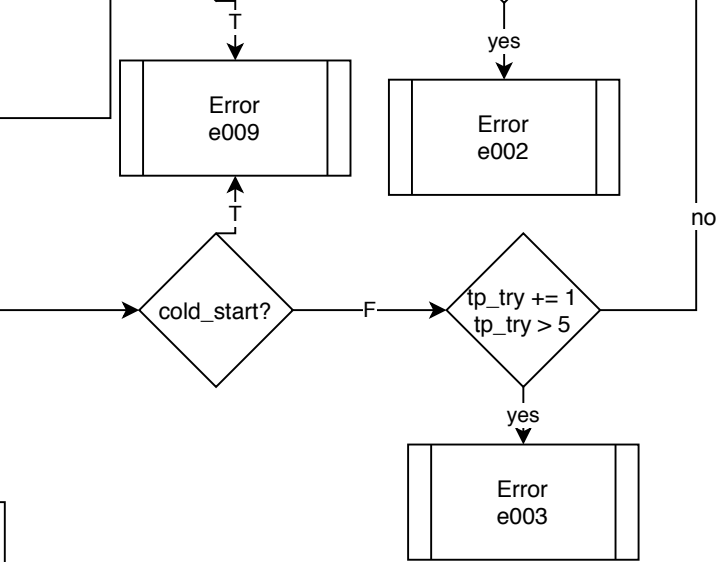 T
yes
Error
e009
Error
e002
T
no
cold_start?
F
tp_try += 1
tp_try > 5
yes
Error
e003